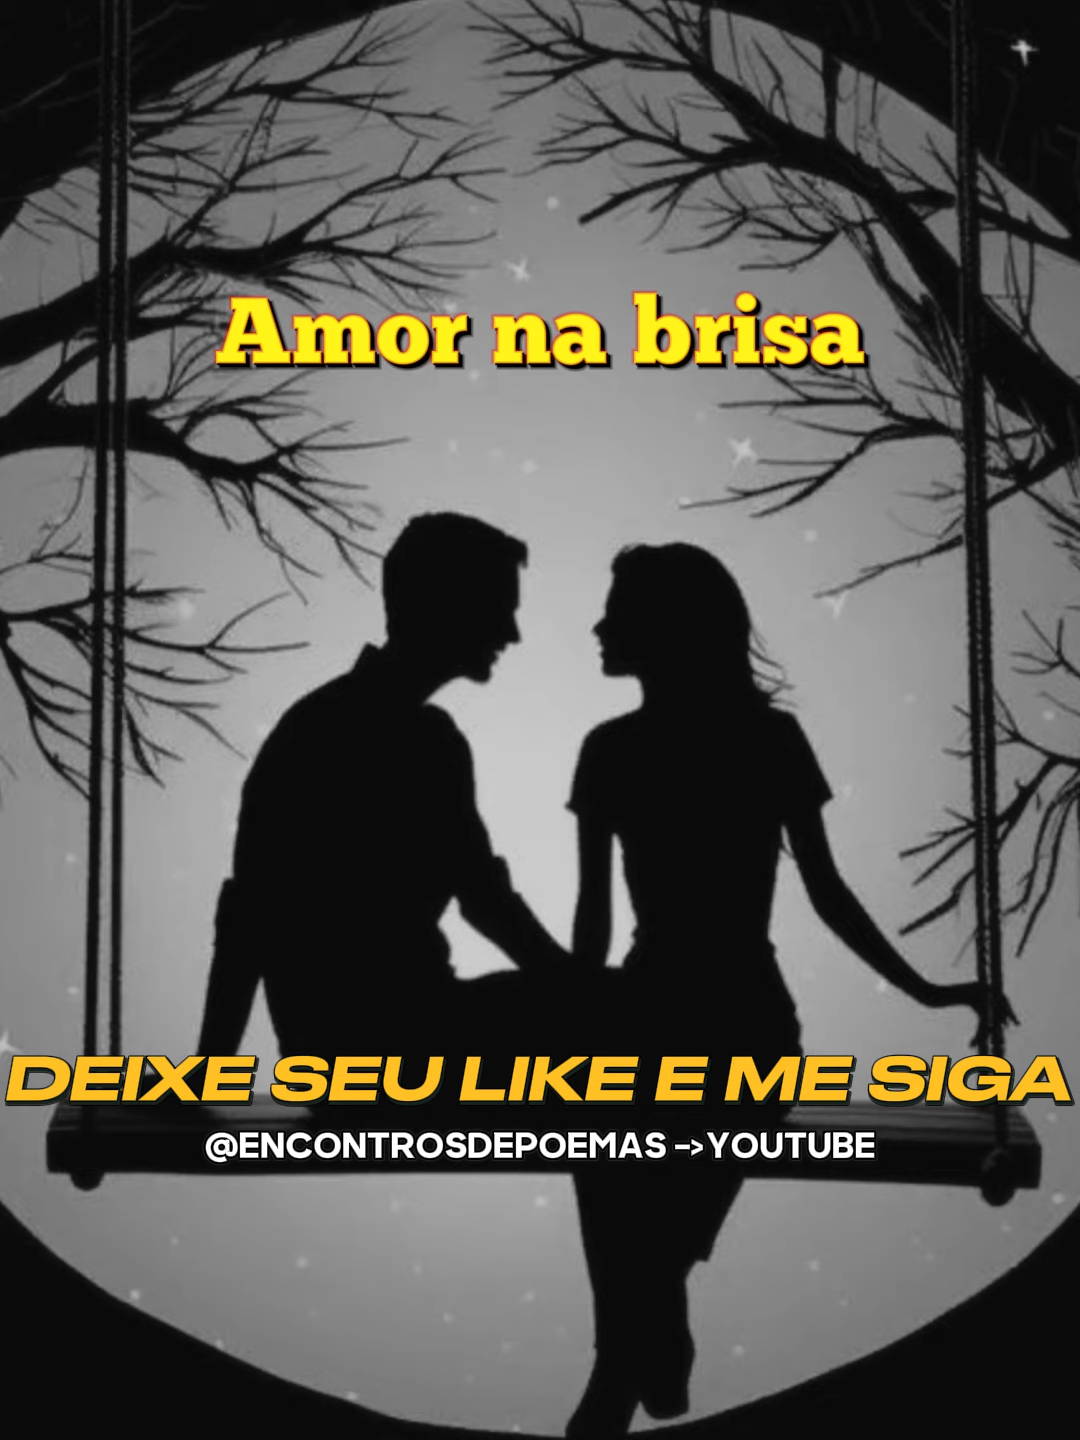 Amor na brisa
DEIXE SEU LIKE E ME SIGA
@ENCONTROSDEPOEMAS –> YOUTUBE